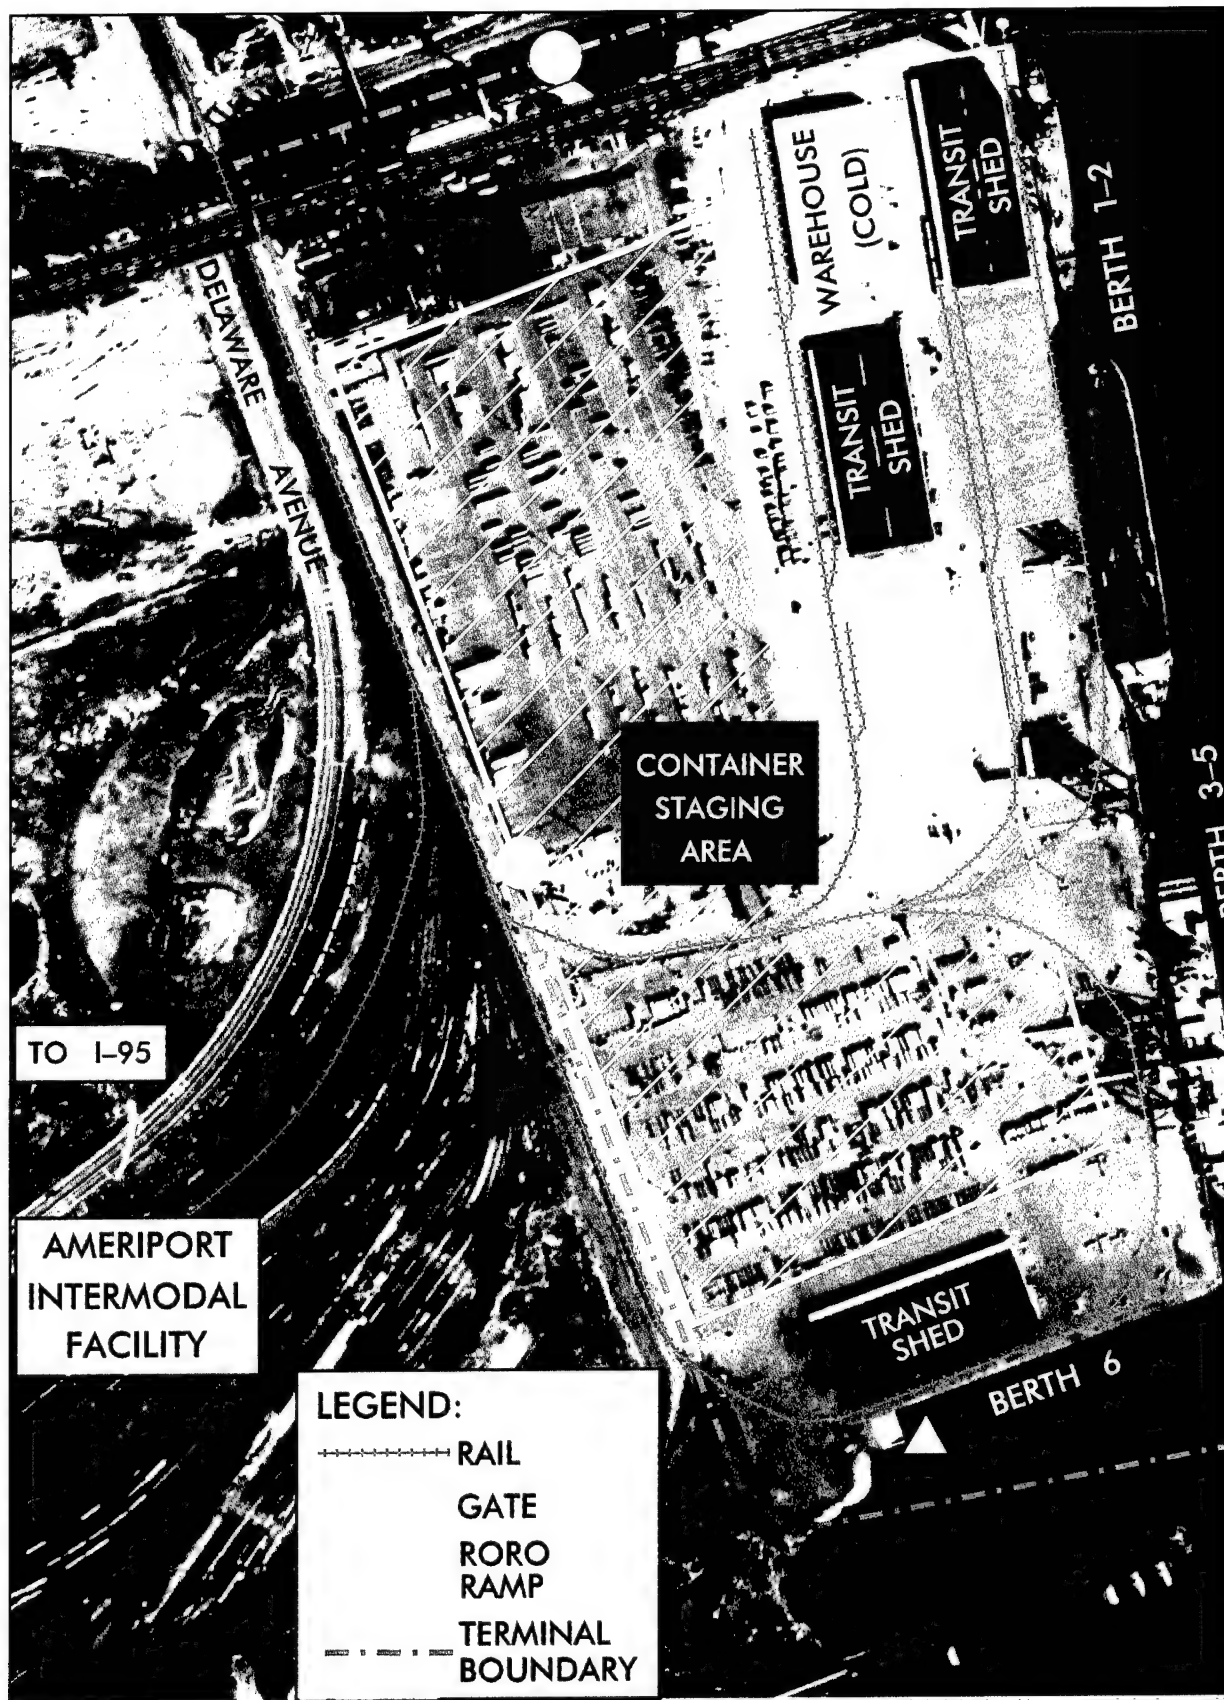 WAREHOUSE
(COLD)
TRANSIT
SHED
BERTH 1–2
DELAWARE
AVENUE
TRANSIT
SHED
CONTAINER
STAGING
AREA
BERTH 3–5
TO I–95
AMERIPORT
INTERMODAL
FACILITY
TRANSIT
SHED
BERTH 6
LEGEND:
RAIL
GATE
RORO
RAMP
TERMINAL
BOUNDARY